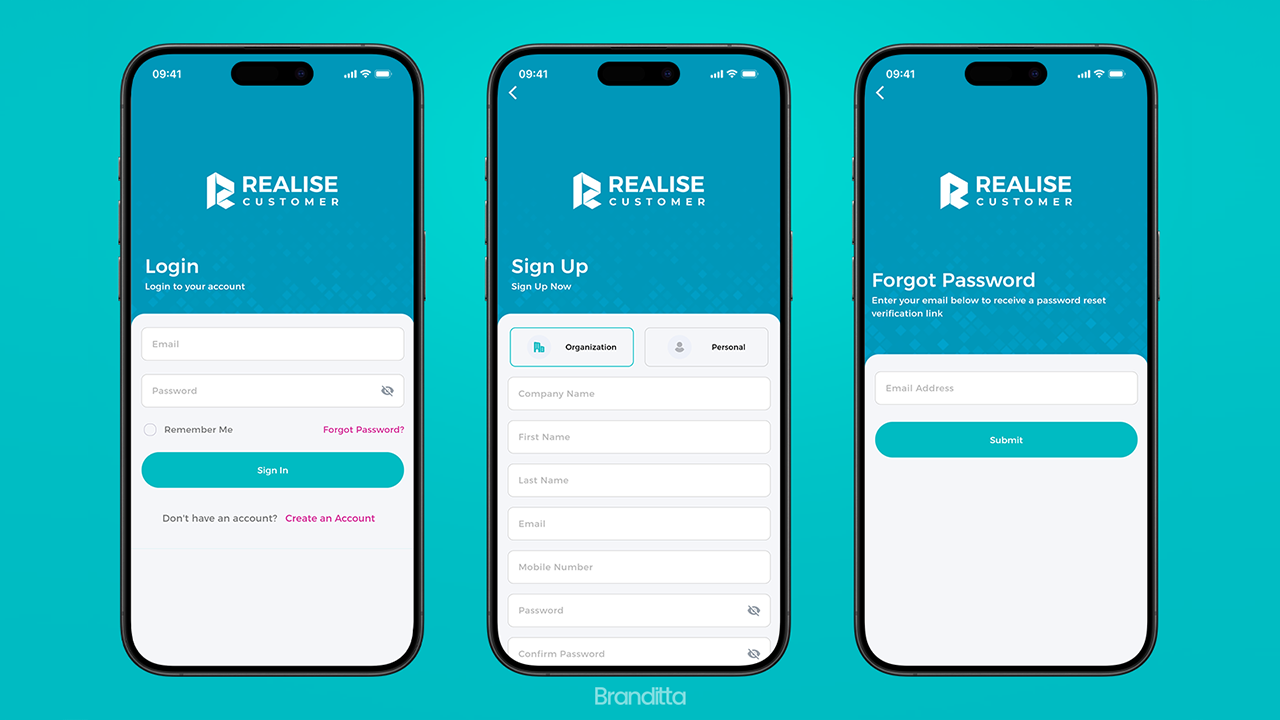 09:41
REALISE
CUSTOMER
Login
Login to your account
Email
Password
Remember Me Forgot Password?
Sign In
Don't have an account? Create an Account
09:41
REALISE
CUSTOMER
Sign Up
Sign Up Now
Organization Personal
Company Name
First Name
Last Name
Email
Mobile Number
Password
Confirm Password
09:41
REALISE
CUSTOMER
Forgot Password
Enter your email below to receive a password reset
verification link
Email Address
Submit
Branditta